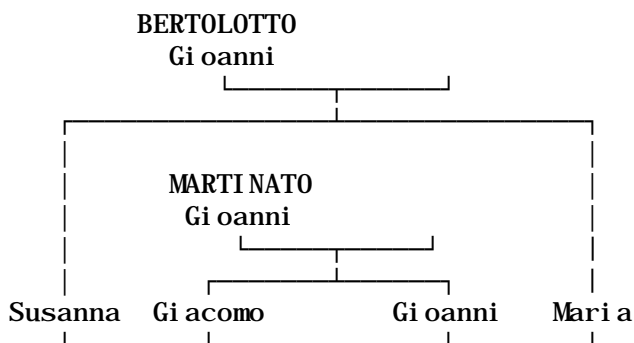 BERTOLOTTO
Gioanni
MARTINATO
Gioanni
Susanna Giacomo Gioanni Maria